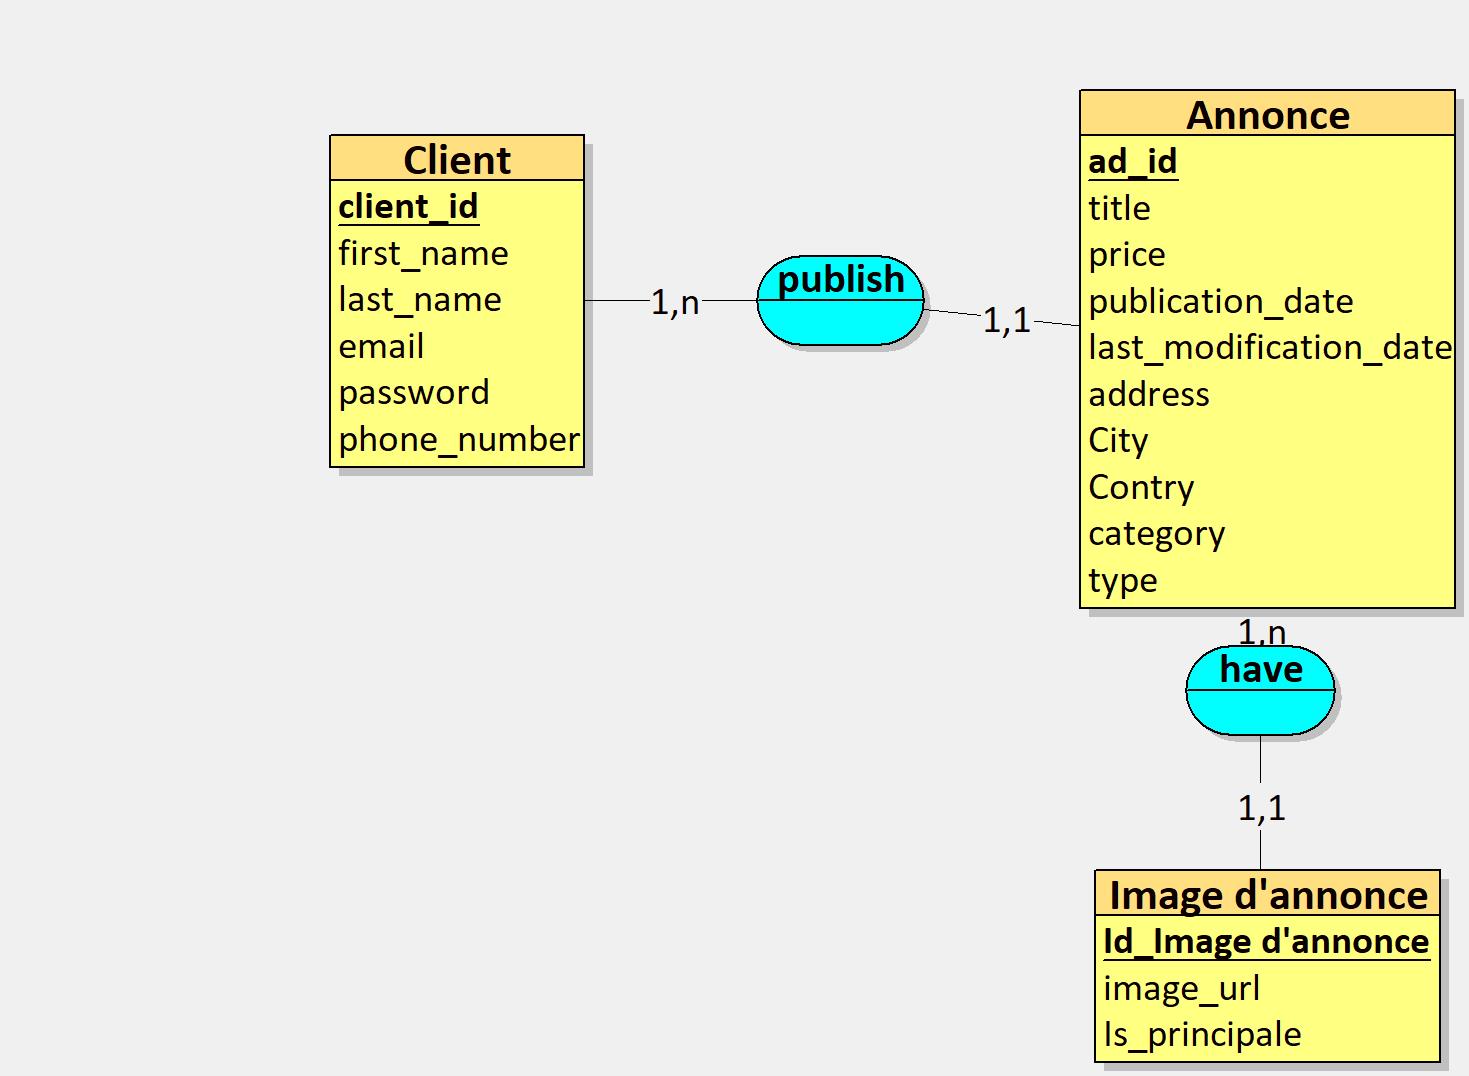 Client
client_id
first_name
last_name
email
password
phone_number
1,n
publish
1,1
Annonce
ad_id
title
price
publication_date
last_modification_date
address
City
Contry
category
type
1,n
have
1,1
Image d'annonce
Id_Image d'annonce
image_url
Is_principale